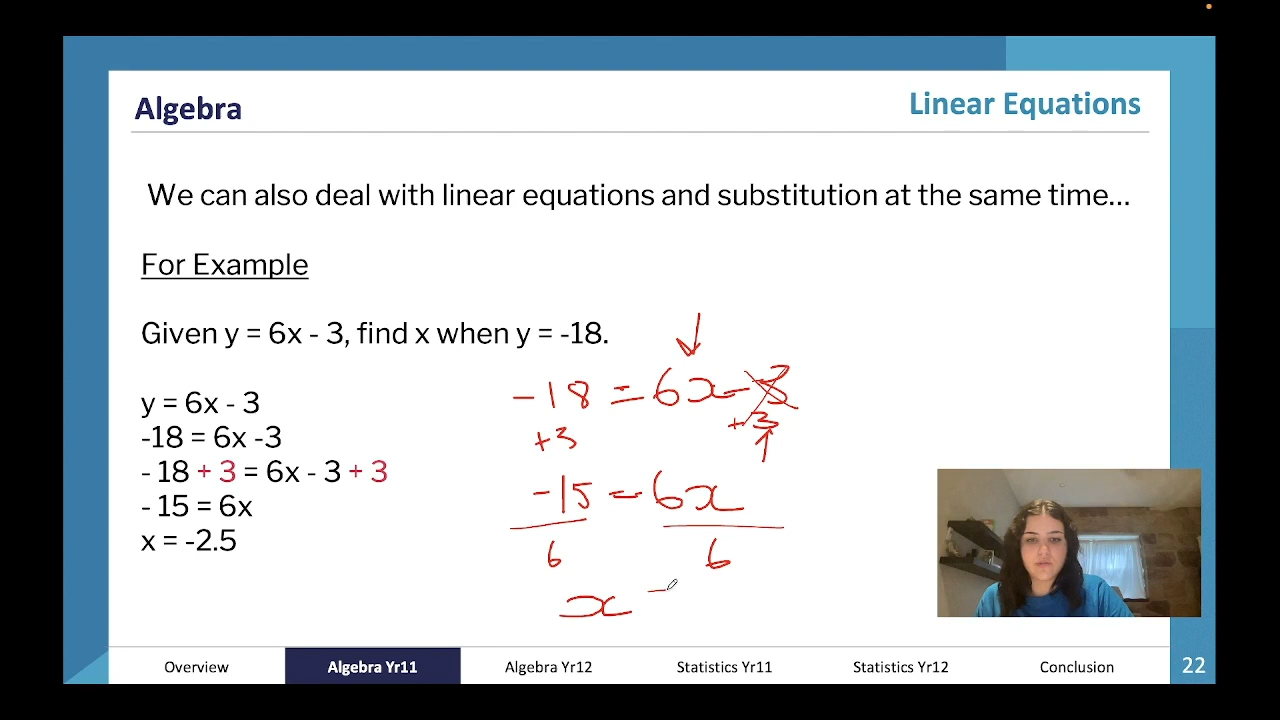 Algebra
Linear Equations
We can also deal with linear equations and substitution at the same time...
For Example
Given y = 6x - 3, find x when y = -18.
y = 6x - 3
-18 = 6x -3
- 18 + 3 = 6x - 3 + 3
- 15 = 6x
x = -2.5
-18 = 6x - 3
+3 +3
-15 = 6x
6 6
x -
Overview
Algebra Yr11
Algebra Yr12
Statistics Yr11
Statistics Yr12
Conclusion
22